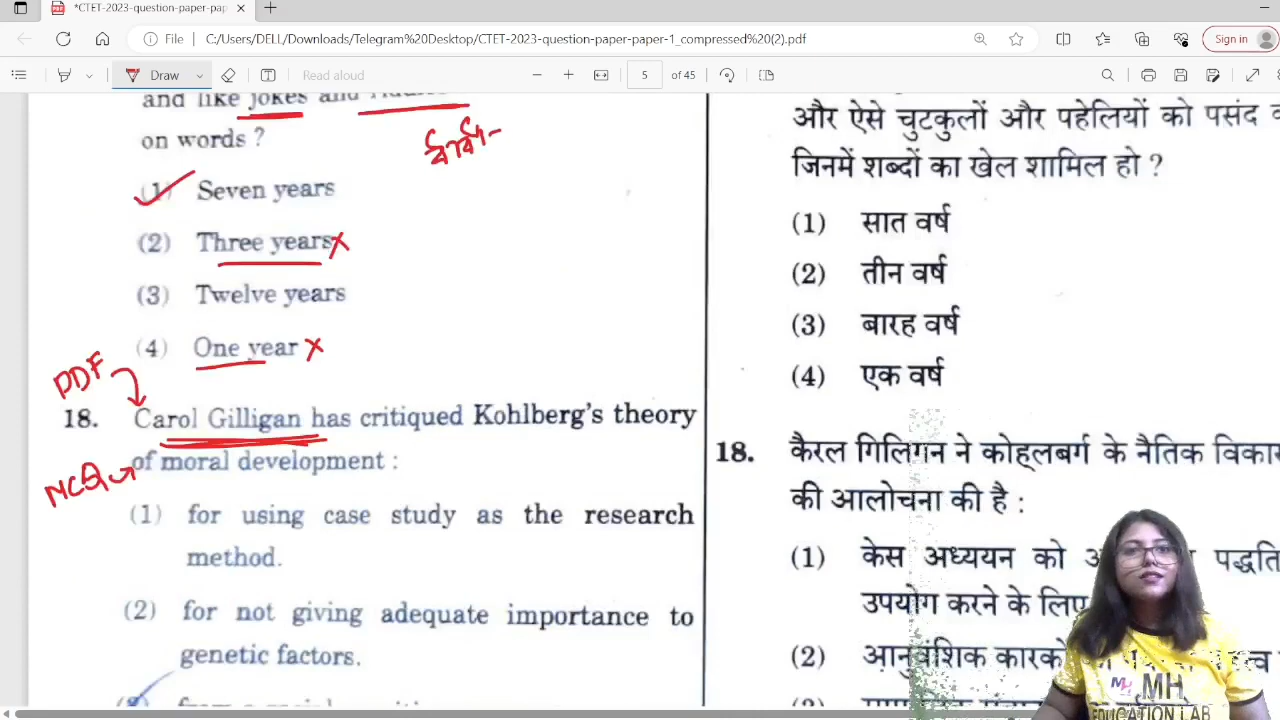 *CTET-2023-question-paper-pap
File
C:/Users/DELL/Downloads/Telegram%20Desktop/CTET-2023-question-paper-paper-1_compressed%20(2).pdf
Sign in
Draw
Read aloud
5
of 45
and like jokes and
on words ?
(1) Seven years
(2) Three years
(3) Twelve years
(4) One year
PDF
18. Carol Gilligan has critiqued Kohlberg's theory
of moral development :
MCQ
(1) for using case study as the research
method.
(2) for not giving adequate importance to
genetic factors.
और ऐसे चुटकुलों और पहेलियों को पसंद
जिनमें शब्दों का खेल शामिल हो ?
(1) सात वर्ष
(2) तीन वर्ष
(3) बारह वर्ष
(4) एक वर्ष
18. कैरल गिलिगन ने कोह्लबर्ग के नैतिक
की आलोचना की है :
(1) केस अध्ययन को
उपयोग करने के लिए
(2) आनुवंशिक
MH
EDUCATION LAB